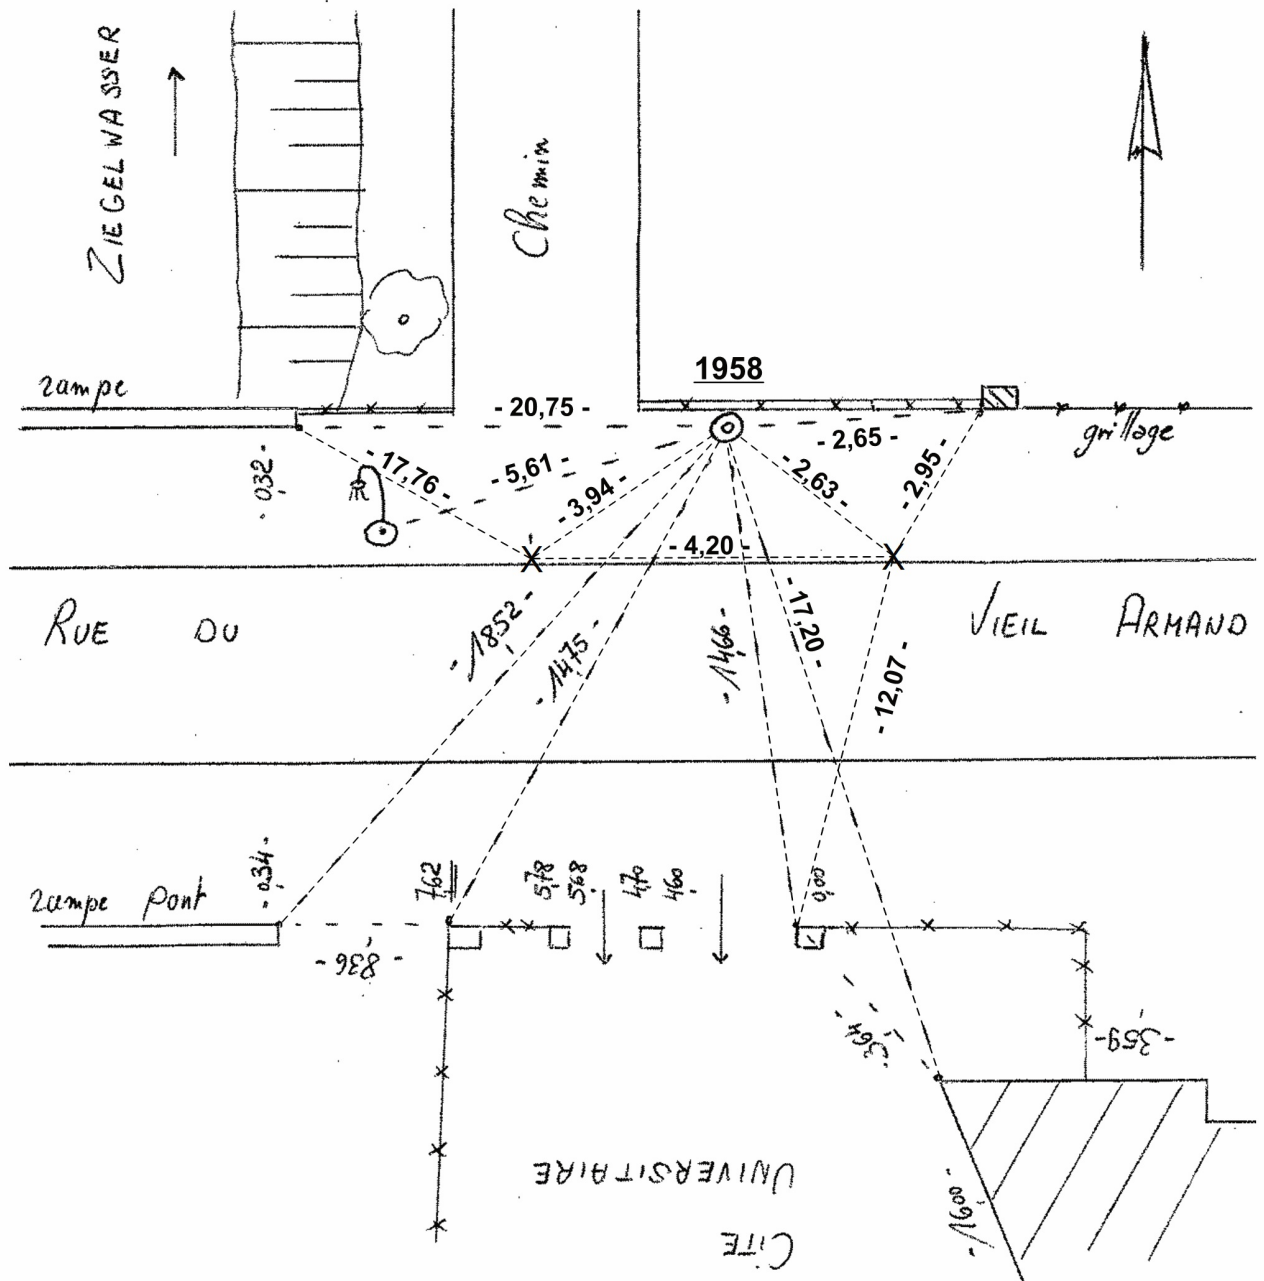 ZIEGELWASSER
Chemin
rampe
1958
- 20,75 -
- 2,65 -
grillage
- 0,32 -
- 17,76 -
- 5,61 -
- 3,94 -
- 2,63 -
- 2,95 -
- 4,20 -
RUE DU VIEIL ARMAND
- 18,52 -
- 14,75 -
- 14,66 -
- 17,20 -
- 12,07 -
- 0,34 -
7,62
5,78
5,68
4,70
4,60
0,00
rampe pont
- 8,36 -
- 3,64 -
- 3,59 -
- 16,00 -
CITE
UNIVERSITAIRE